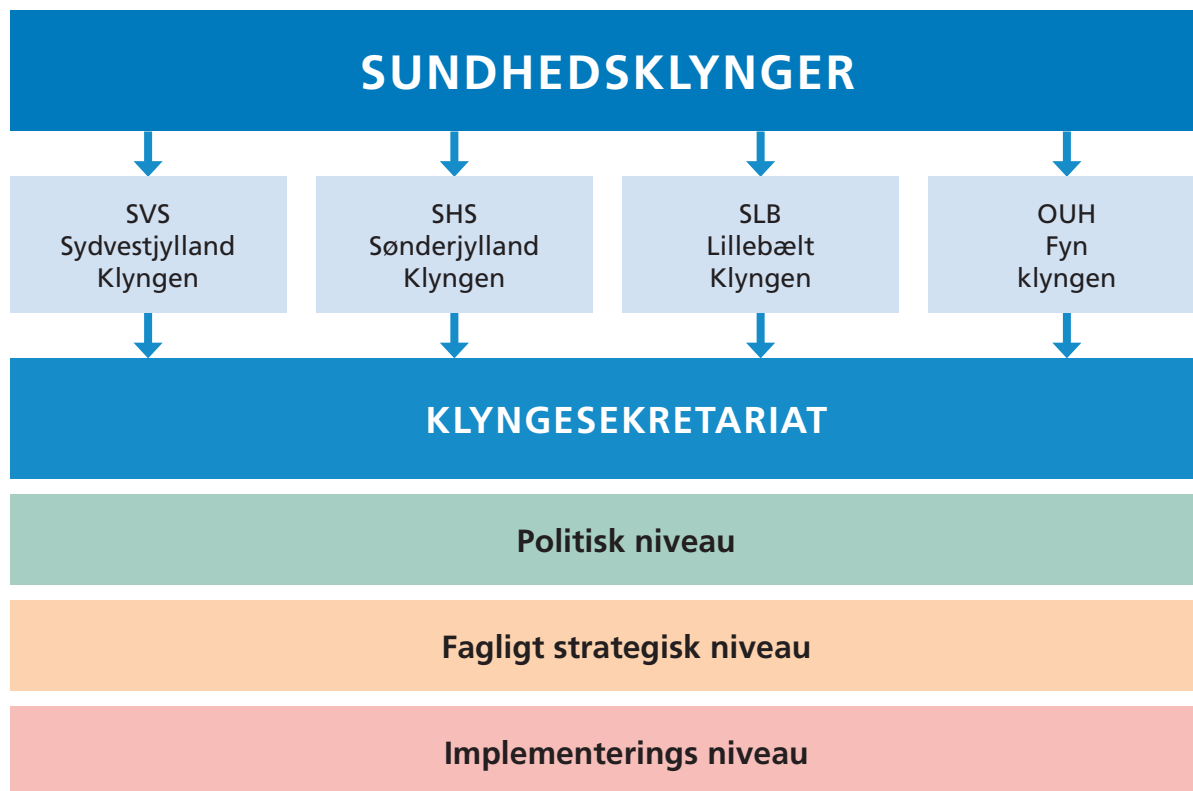 SUNDHEDSKLYNGER
SVS
Sydvestjylland
Klyngen
SHS
Sønderjylland
Klyngen
SLB
Lillebælt
Klyngen
OUH
Fyn
klyngen
KLYNGESEKRETARIAT
Politisk niveau
Fagligt strategisk niveau
Implementerings niveau